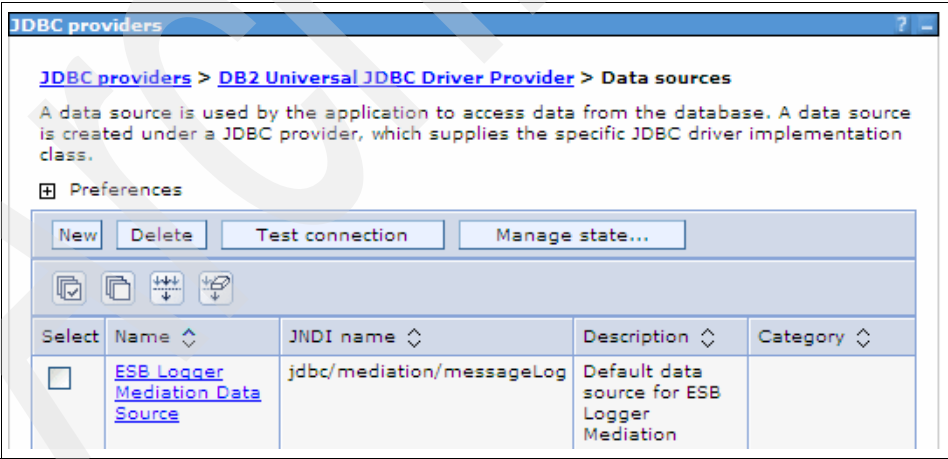 JDBC providers ? –
JDBC providers > DB2 Universal JDBC Driver Provider > Data sources
A data source is used by the application to access data from the database. A data source
is created under a JDBC provider, which supplies the specific JDBC driver implementation
class.
Preferences
New Delete Test connection Manage state...
Select Name JNDI name Description Category
ESB Logger jdbc/mediation/messageLog Default data
Mediation Data source for ESB
Source Logger
Mediation